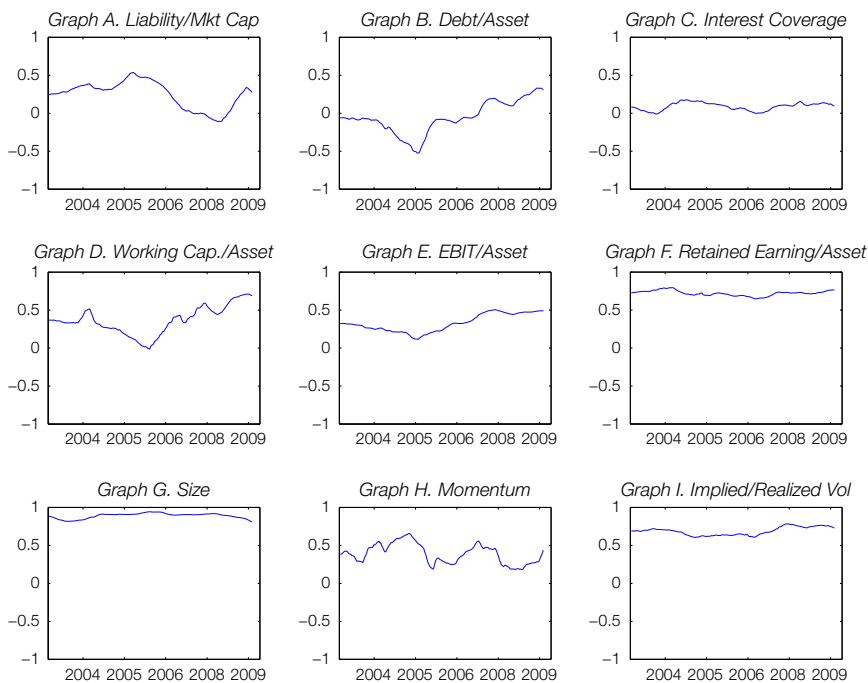 Graph A. Liability/Mkt Cap
1
0.5
0
−0.5
−1
2004 2005 2006 2008 2009
Graph B. Debt/Asset
1
0.5
0
−0.5
−1
2004 2005 2006 2008 2009
Graph C. Interest Coverage
1
0.5
0
−0.5
−1
2004 2005 2006 2008 2009
Graph D. Working Cap./Asset
1
0.5
0
−0.5
−1
2004 2005 2006 2008 2009
Graph E. EBIT/Asset
1
0.5
0
−0.5
−1
2004 2005 2006 2008 2009
Graph F. Retained Earning/Asset
1
0.5
0
−0.5
−1
2004 2005 2006 2008 2009
Graph G. Size
1
0.5
0
−0.5
−1
2004 2005 2006 2008 2009
Graph H. Momentum
1
0.5
0
−0.5
−1
2004 2005 2006 2008 2009
Graph I. Implied/Realized Vol
1
0.5
0
−0.5
−1
2004 2005 2006 2008 2009